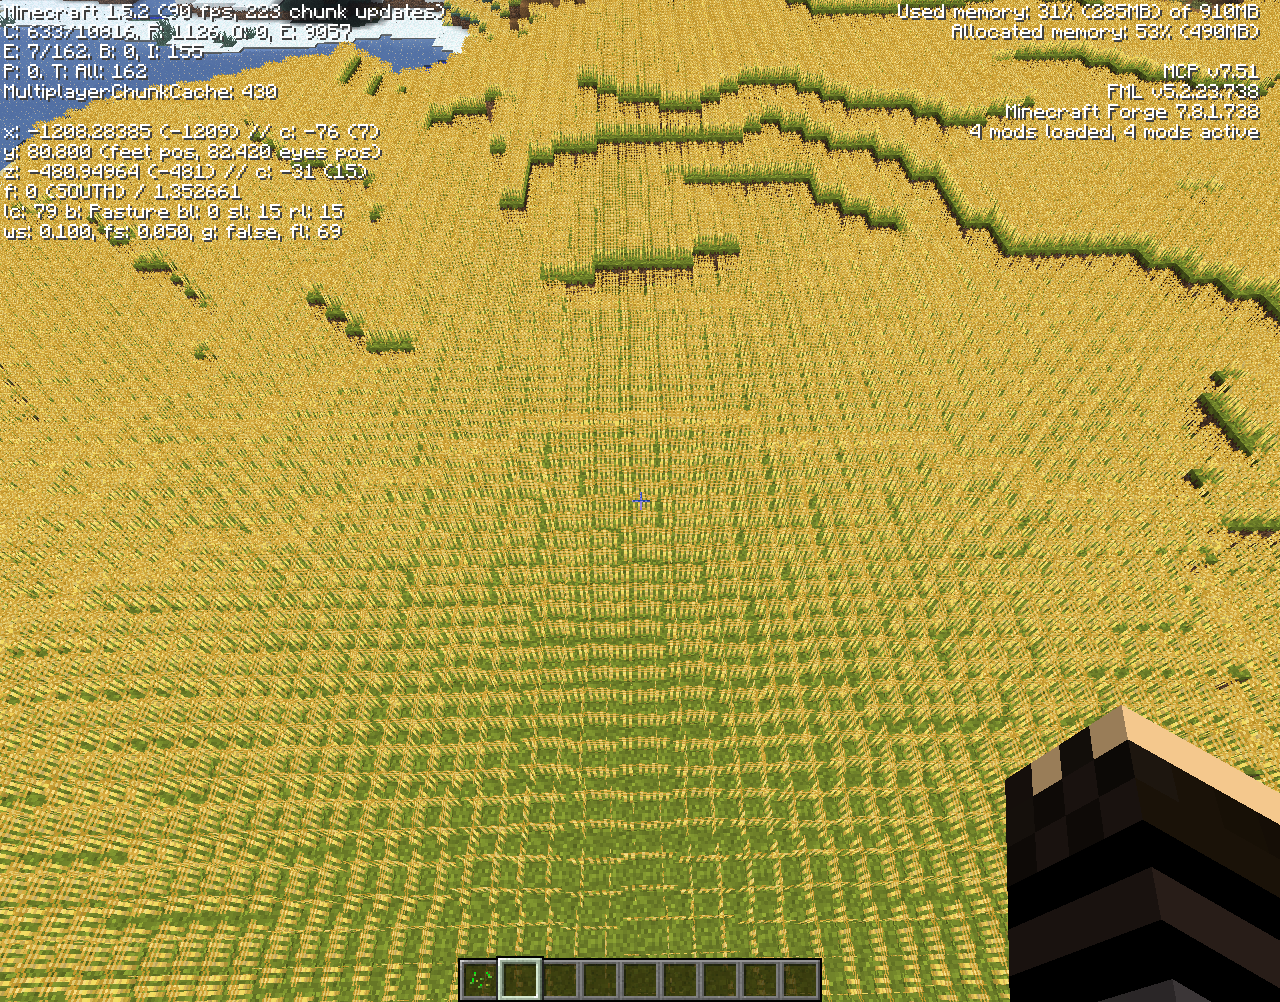 Minecraft 1.5.2 (90 fps, 223 chunk updates)
C: 633/10816, F: 1126, O: 0, E: 9057
E: 7/162, B: 0, I: 155
P: 0, T: All: 162
MultiplayerChunkCache: 430
x: -1208.28385 (-1209) // c: -76 (7)
y: 80.800 (feet pos, 82.420 eyes pos)
z: -480.94964 (-481) // c: -31 (15)
f: 0 (SOUTH) / 1.352661
lc: 79 b: Pasture bl: 0 sl: 15 rl: 15
ws: 0.100, fs: 0.050, g: false, fl: 69
Used memory: 31% (285MB) of 910MB
Allocated memory: 53% (490MB)
MCP v7.51
FML v5.2.23.738
Minecraft Forge 7.8.1.738
4 mods loaded, 4 mods active